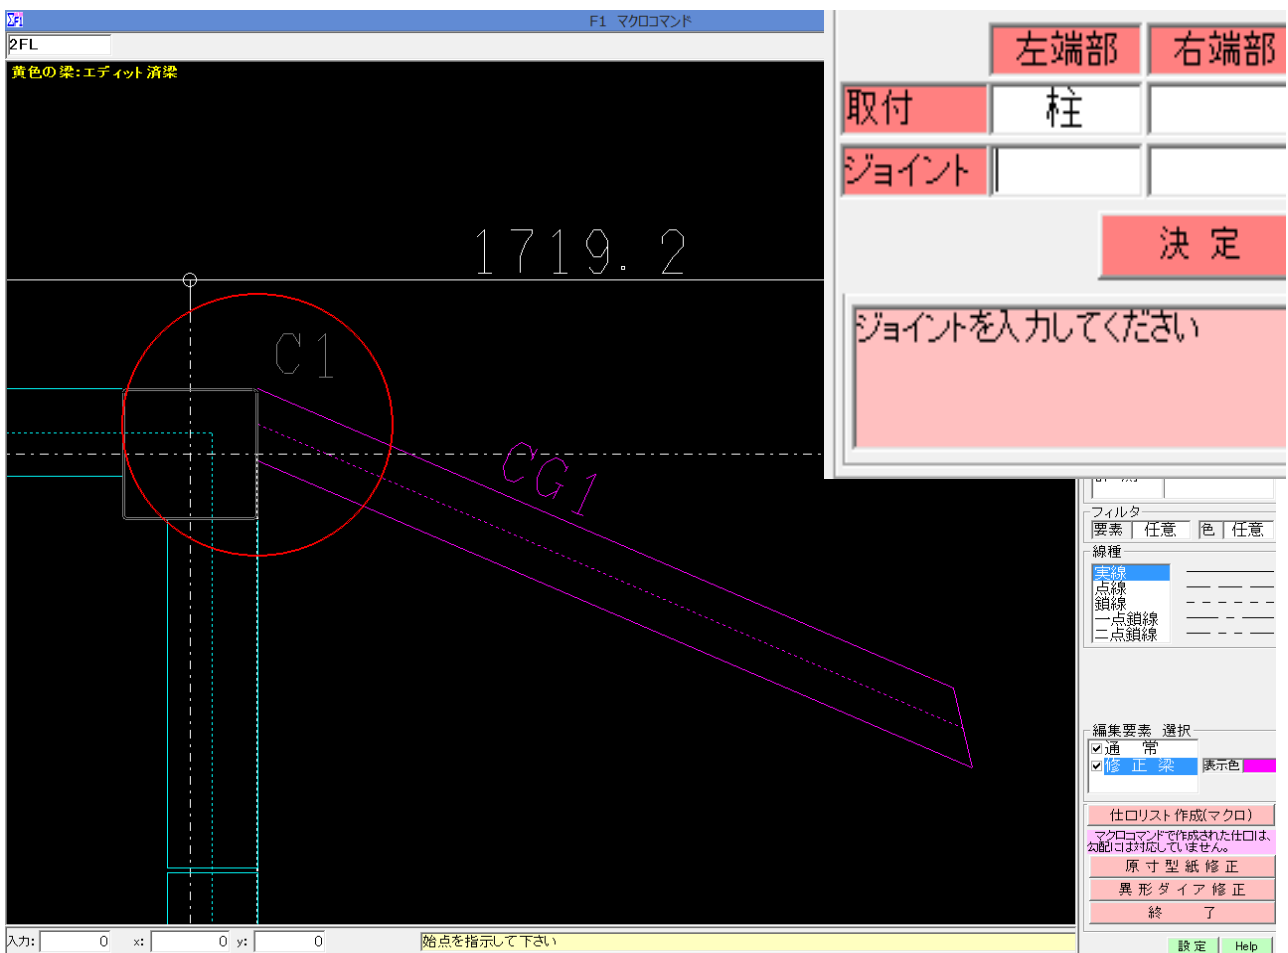 ΣF1
F1 マクロコマンド
2FL
黄色の梁:エディット済梁
左端部 右端部
取付 柱
ジョイント
決 定
ジョイントを入力してください
1719. 2
C1
CG1
フィルタ
要素 任意 色 任意
線種
実線
点線
鎖線
一点鎖線
二点鎖線
編集要素 選択
通 常
修 正 梁 表示色
仕口リスト作成(マクロ)
マクロコマンドで作成された仕口は、
勾配には対応していません。
原 寸 型 紙 修 正
異 形 ダ イ ア 修 正
終 了
入力: 0 x: 0 y: 0 始点を指示して下さい
設 定 Help